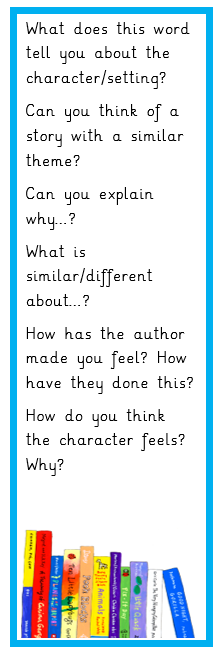 What does this word
tell you about the
character/setting?
Can you think of a
story with a similar
theme?
Can you explain
why...?
What is
similar/different
about...?
How has the author
made you feel? How
have they done this?
How do you think
the character feels?
Why?